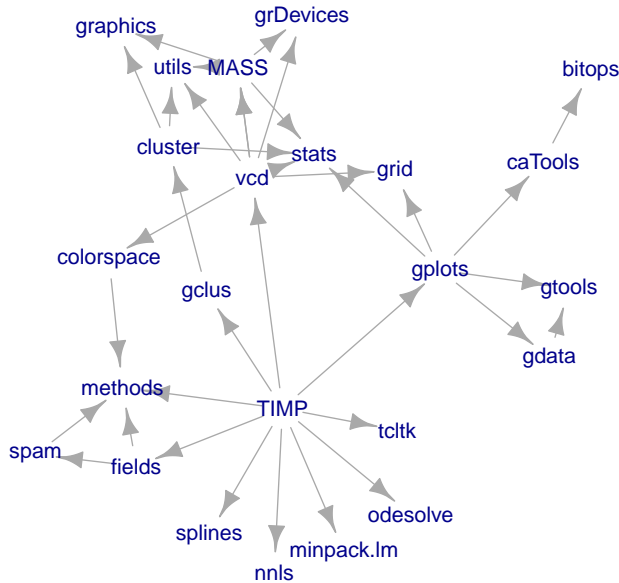 grDevices
graphics
utils
MASS
bitops
cluster
stats
caTools
grid
vcd
colorspace
gplots
gclus
gtools
gdata
methods
TIMP
tcltk
spam
fields
odesolve
splines
minpack.lm
nnls